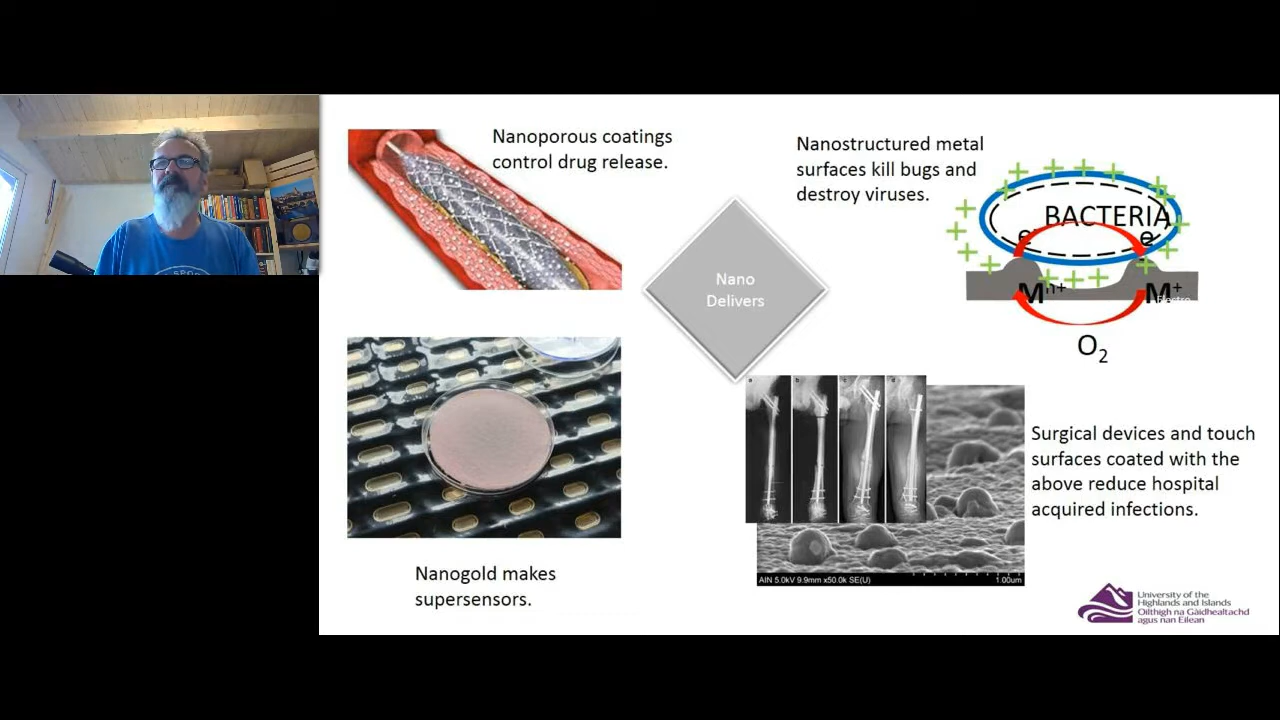 Nanoporous coatings
control drug release.
Nanostructured metal
surfaces kill bugs and
destroy viruses.
BACTERIA
e
e
Mn+
M+
Electro
O2
Nano
Delivers
a
b
c
d
Surgical devices and touch
surfaces coated with the
above reduce hospital
acquired infections.
AIN 5.0kV 9.9mm x50.0k SE(U)
1.00um
Nanogold makes
supersensors.
University of the
Highlands and Islands
Oilthigh na Gàidhealtachd
agus nan Eilean